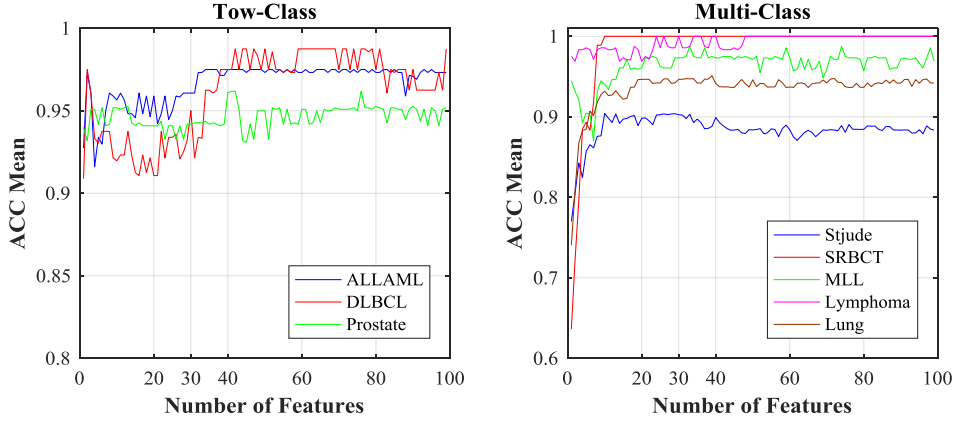 Tow-Class
1
0.95
0.9
0.85
0.8
ACC Mean
0 20 30 40 60 80 100
Number of Features
ALLAML
DLBCL
Prostate
Multi-Class
1
0.9
0.8
0.7
0.6
ACC Mean
0 20 30 40 60 80 100
Number of Features
Stjude
SRBCT
MLL
Lymphoma
Lung